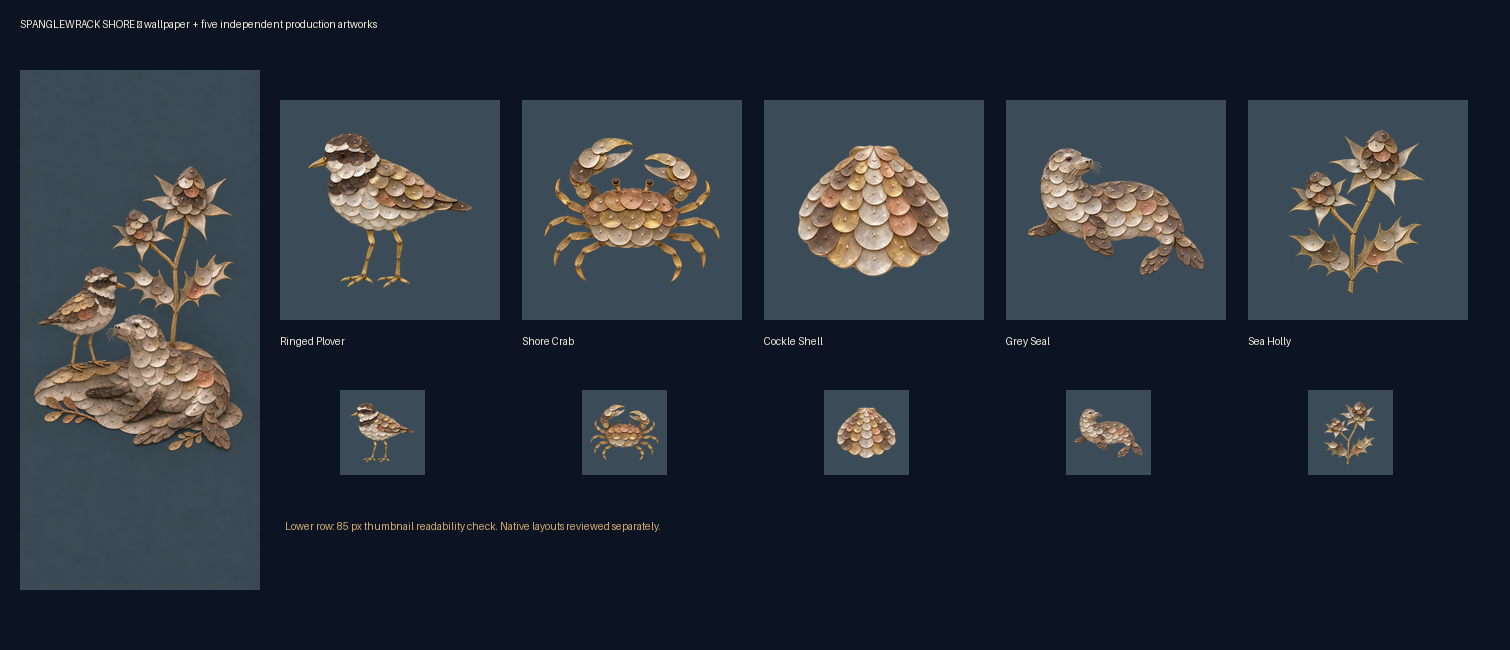 SPANGLEWRACK SHORE▯wallpaper + five independent production artworks
Ringed Plover
Shore Crab
Cockle Shell
Grey Seal
Sea Holly
Lower row: 85 px thumbnail readability check. Native layouts reviewed separately.